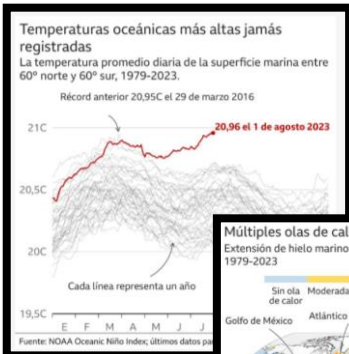 Temperaturas oceánicas más altas jamás
registradas
La temperatura promedio diaria de la superficie marina entre
60º norte y 60º sur, 1979-2023.
Récord anterior 20,95C el 29 de marzo 2016
21C
20,96 el 1 de agosto 2023
20,5C
20C
Cada línea representa un año
19,5C
E F M A M J J
Fuente: NOAA Oceanic Niño Index; últimos datos
Múltiples olas de
Extensión de hielo marino
1979-2023
Sin ola
de calor
Moderada
Golfo de México
Atlántico